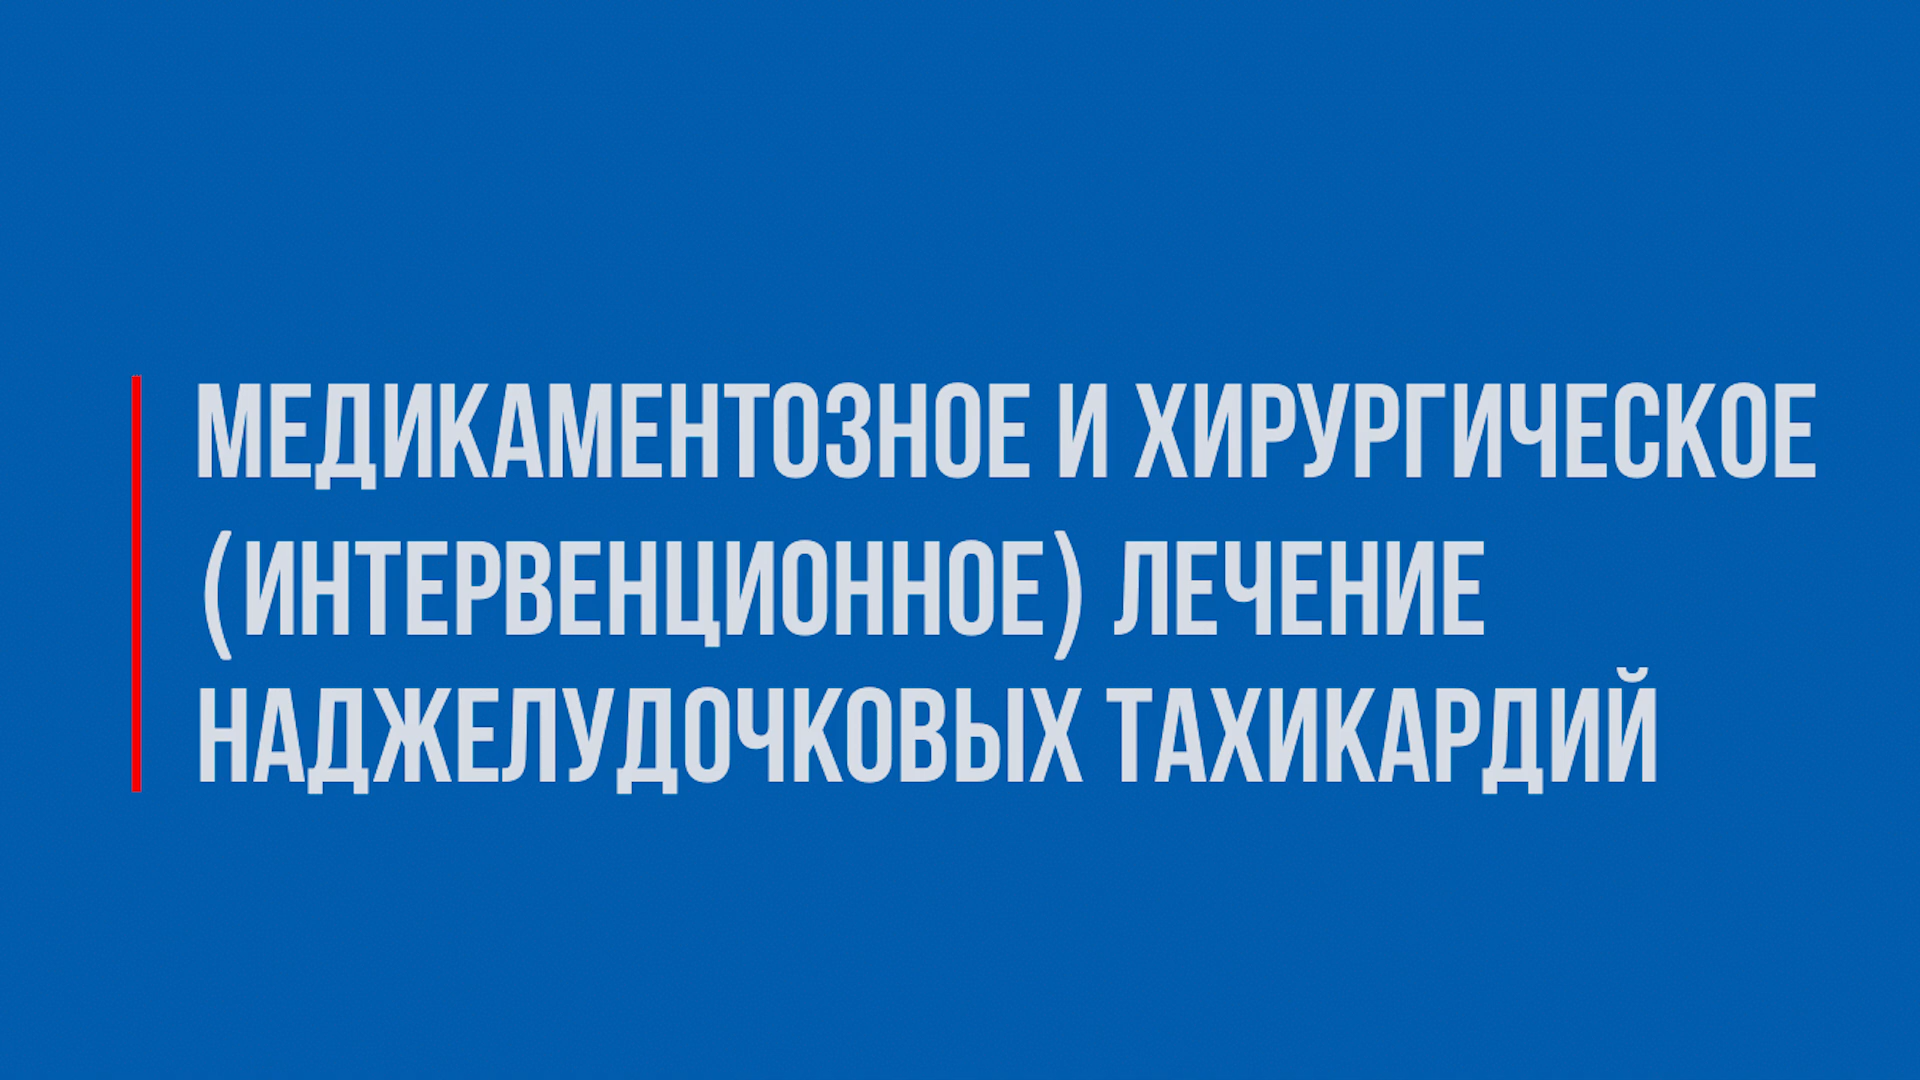 МЕДИКАМЕНТОЗНОЕ И ХИРУРГИЧЕСКОЕ
(ИНТЕРВЕНЦИОННОЕ) ЛЕЧЕНИЕ
НАДЖЕЛУДОЧКОВЫХ ТАХИКАРДИЙ